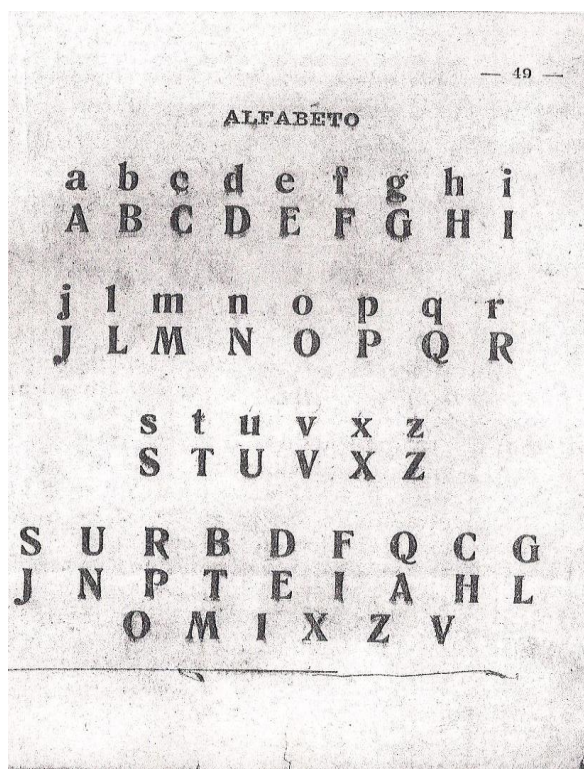 — 49 —
ALFABETO
a b c d e f g h i
A B C D E F G H I
j l m n o p q r
J L M N O P Q R
s t u v x z
S T U V X Z
S U R B D F Q C G
J N P T E I A H L
O M I X Z V